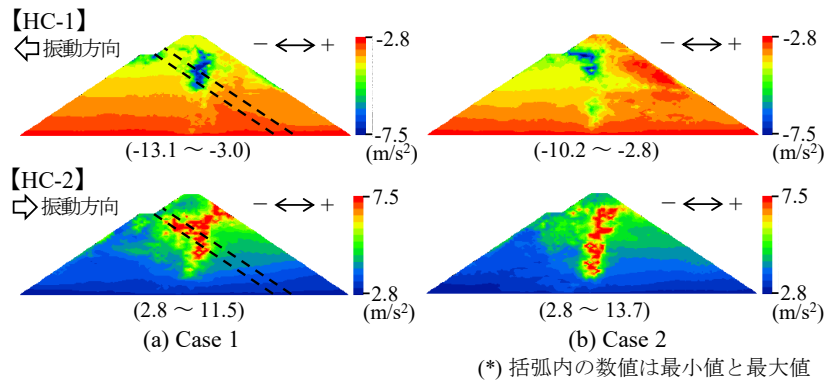 【HC-1】
振動方向
− ↔ +
-2.8
-7.5
(m/s²)
(-13.1 ～ -3.0)
− ↔ +
-2.8
-7.5
(m/s²)
(-10.2 ～ -2.8)
【HC-2】
振動方向
− ↔ +
7.5
2.8
(m/s²)
(2.8 ～ 11.5)
(a) Case 1
− ↔ +
7.5
2.8
(m/s²)
(2.8 ～ 13.7)
(b) Case 2
(*) 括弧内の数値は最小値と最大値